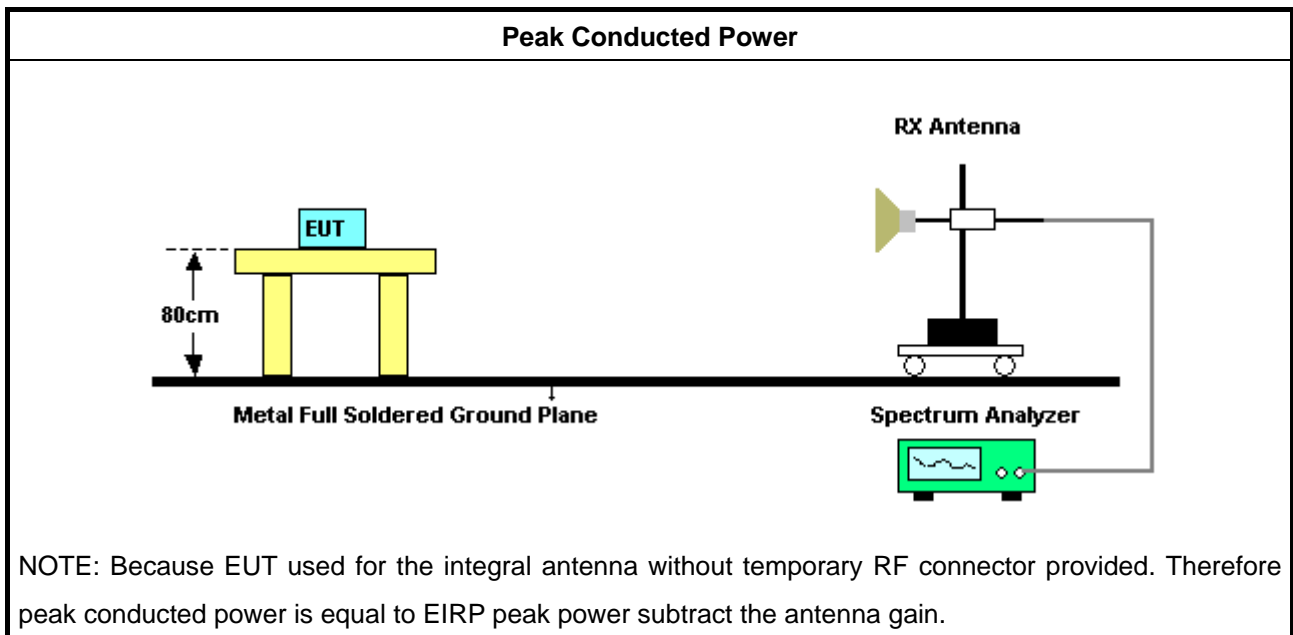 Peak Conducted Power
RX Antenna
EUT
80cm
Metal Full Soldered Ground Plane
Spectrum Analyzer
NOTE: Because EUT used for the integral antenna without temporary RF connector provided. Therefore
peak conducted power is equal to EIRP peak power subtract the antenna gain.